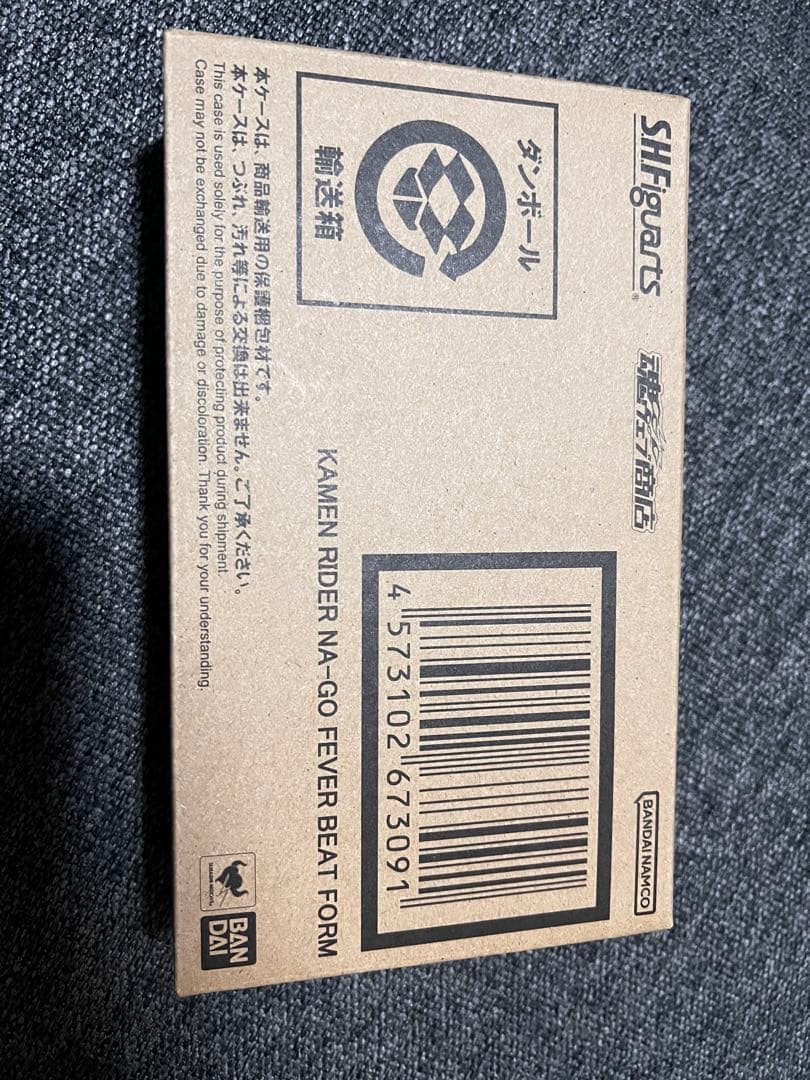 S.H.Figuarts®
魂ウェブ商店
BANDAI NAMCO
ダンボール
輸送箱
4 573102 673091
KAMEN RIDER NA-GO FEVER BEAT FORM
本ケースは、商品輸送用の保護梱包材です。
本ケースは、つぶれ、汚れ等による交換は出来ません。ご了承ください。
This case is used solely for the purpose of protecting product during shipment.
Case may not be exchanged due to damage or discoloration. Thank you for your understanding.
BAN
DAI